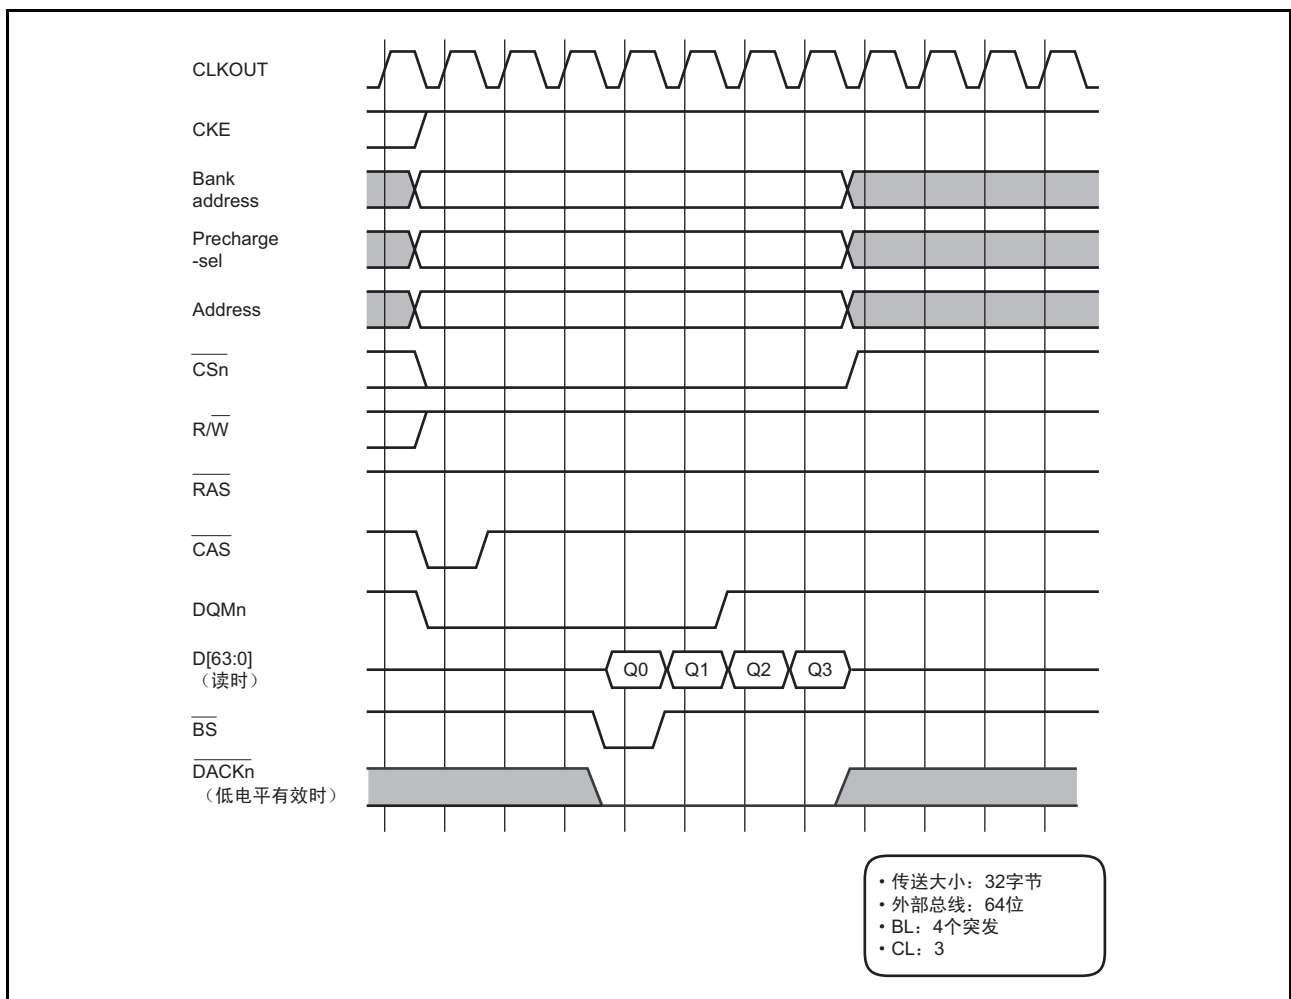 CLKOUT
CKE
Bank
address
Precharge
-sel
Address
CSn
R/W
RAS
CAS
DQMn
D[63:0]
（读时）
Q0 Q1 Q2 Q3
BS
DACKn
（低电平有效时）
• 传送大小：32字节
• 外部总线：64位
• BL：4个突发
• CL：3